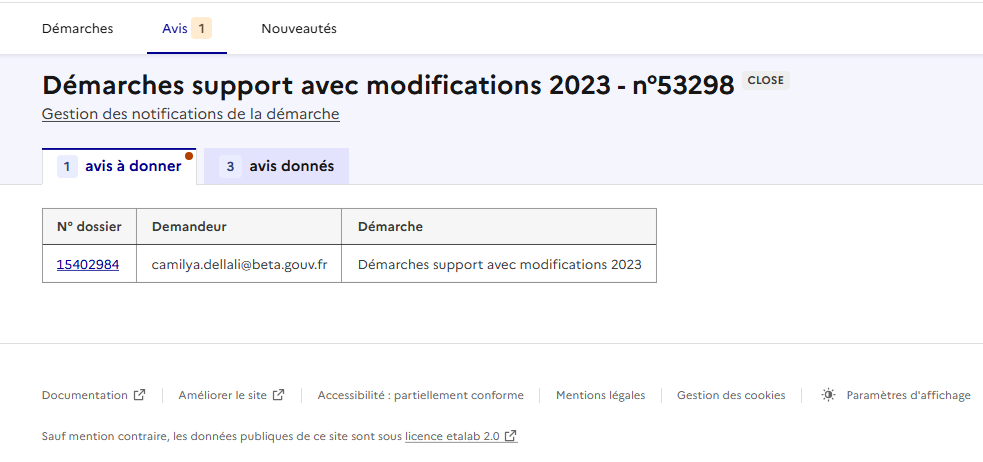 Démarches Avis 1 Nouveautés
Démarches support avec modifications 2023 - n°53298 CLOSE
Gestion des notifications de la démarche
1 avis à donner 3 avis donnés
N° dossier Demandeur Démarche
15402984 camilya.dellali@beta.gouv.fr Démarches support avec modifications 2023
Documentation Améliorer le site Accessibilité : partiellement conforme Mentions légales Gestion des cookies Paramètres d'affichage
Sauf mention contraire, les données publiques de ce site sont sous licence etalab 2.0